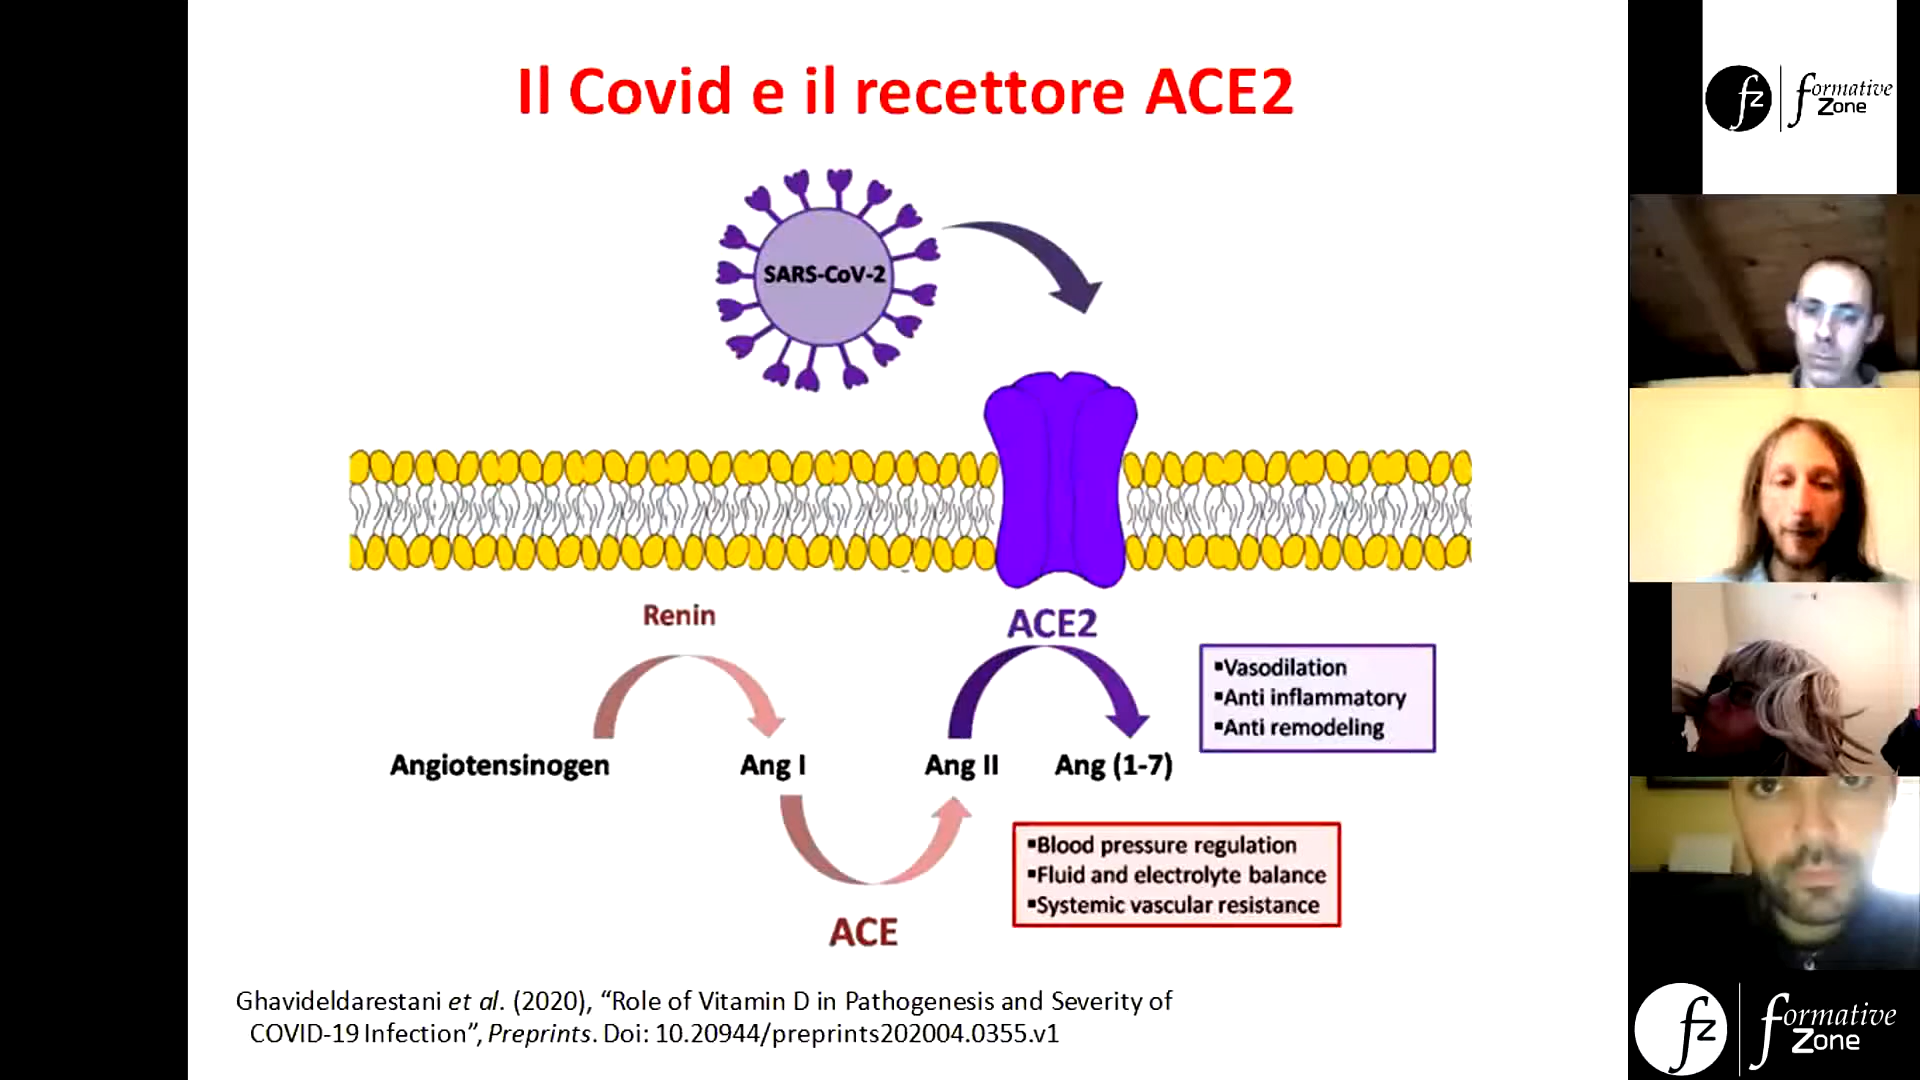 Il Covid e il recettore ACE2
SARS-CoV-2
Renin
ACE2
▪Vasodilation
▪Anti inflammatory
▪Anti remodeling
Angiotensinogen
Ang I
Ang II
Ang (1-7)
▪Blood pressure regulation
▪Fluid and electrolyte balance
▪Systemic vascular resistance
ACE
Ghavideldarestani et al. (2020), “Role of Vitamin D in Pathogenesis and Severity of
COVID-19 Infection”, Preprints. Doi: 10.20944/preprints202004.0355.v1
fz
formative
Zone
fz
formative
Zone